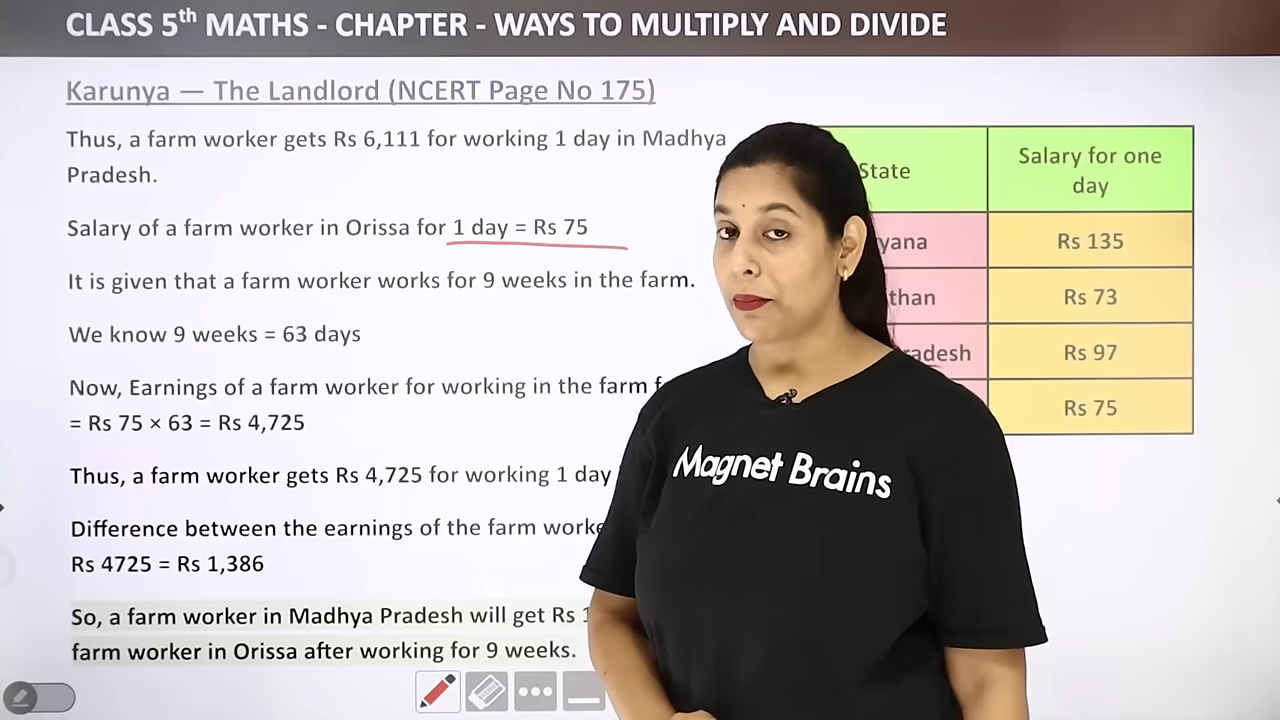 CLASS 5th MATHS - CHAPTER - WAYS TO MULTIPLY AND DIVIDE
Karunya — The Landlord (NCERT Page No 175)
Thus, a farm worker gets Rs 6,111 for working 1 day in Madhya
Pradesh.
Salary of a farm worker in Orissa for 1 day = Rs 75
It is given that a farm worker works for 9 weeks in the farm.
We know 9 weeks = 63 days
Now, Earnings of a farm worker for working in the farm
= Rs 75 × 63 = Rs 4,725
Thus, a farm worker gets Rs 4,725 for working 1 day
Difference between the earnings of the farm
Rs 4725 = Rs 1,386
So, a farm worker in Madhya Pradesh will get Rs
farm worker in Orissa after working for 9 weeks.
State Salary for one
day
Rs 135
Rs 73
Rs 97
Rs 75
Magnet Brains